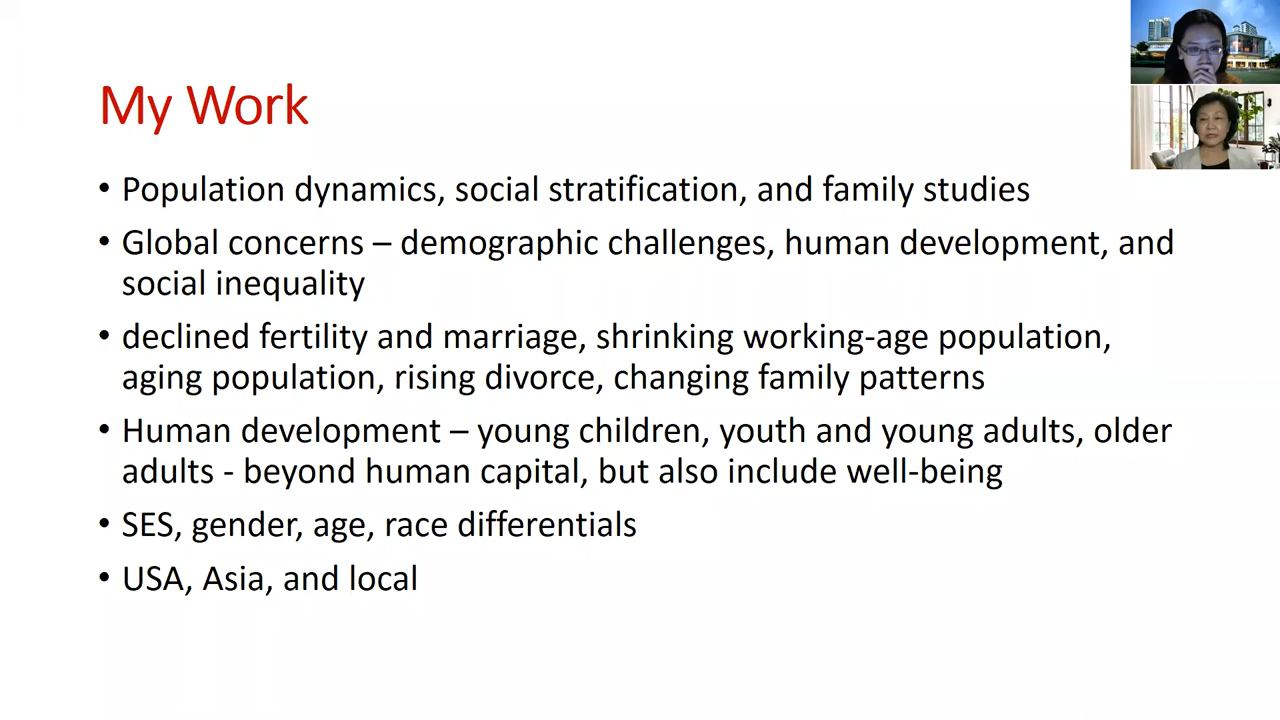 My Work
• Population dynamics, social stratification, and family studies
• Global concerns – demographic challenges, human development, and
social inequality
• declined fertility and marriage, shrinking working-age population,
aging population, rising divorce, changing family patterns
• Human development – young children, youth and young adults, older
adults - beyond human capital, but also include well-being
• SES, gender, age, race differentials
• USA, Asia, and local